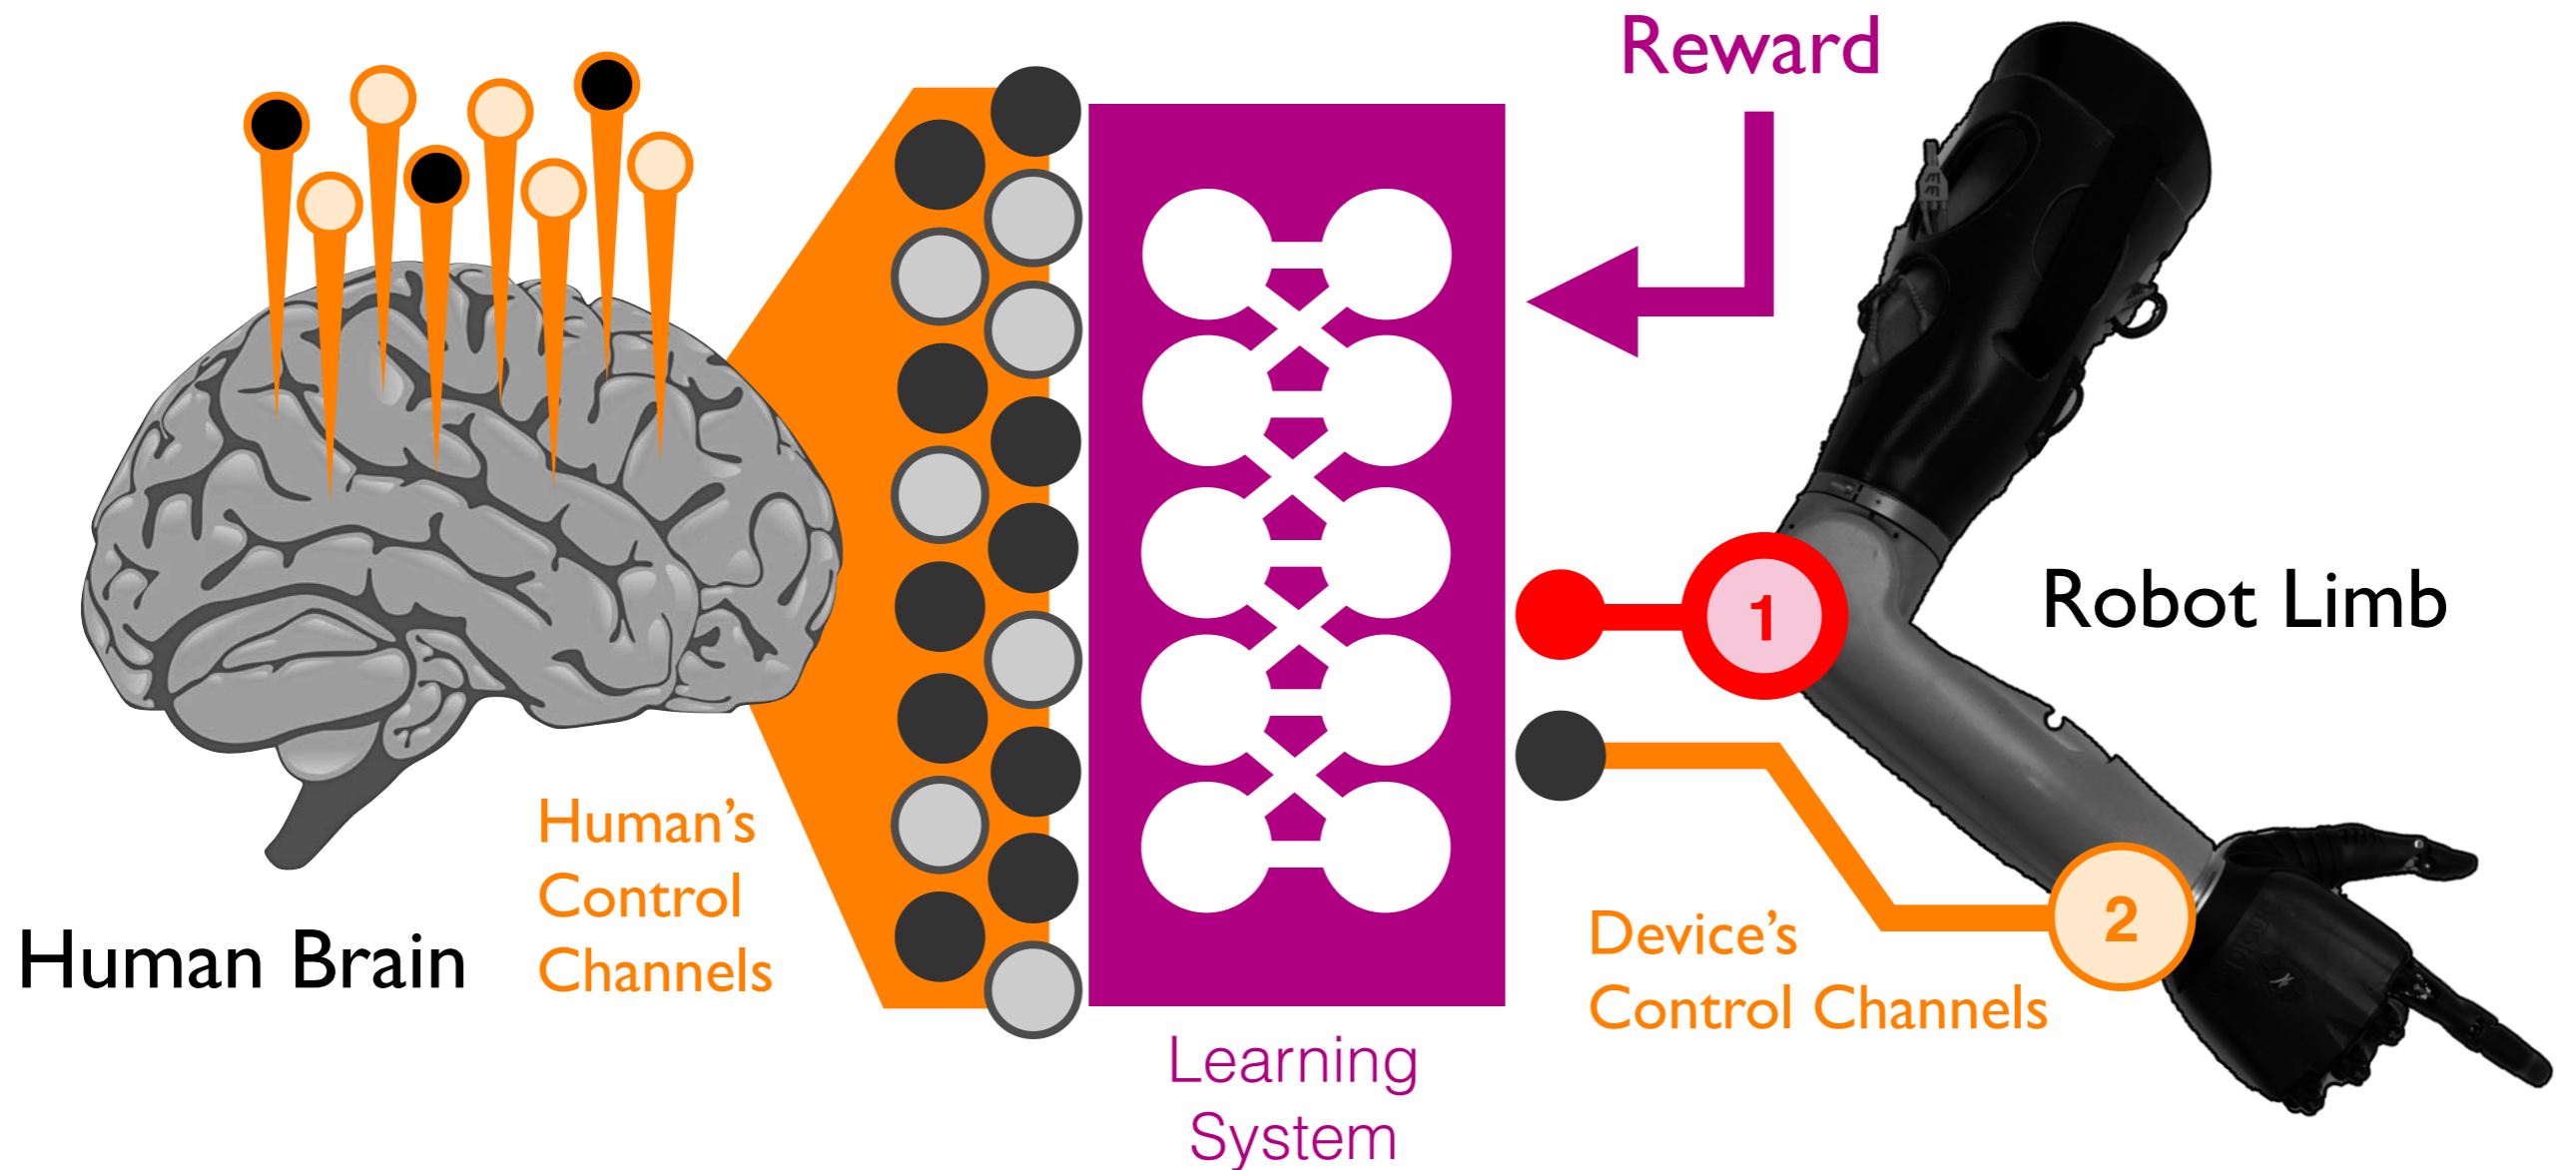 Reward
1
Robot Limb
Human's
Control
Channels
Human Brain
2
Device's
Control Channels
Learning
System